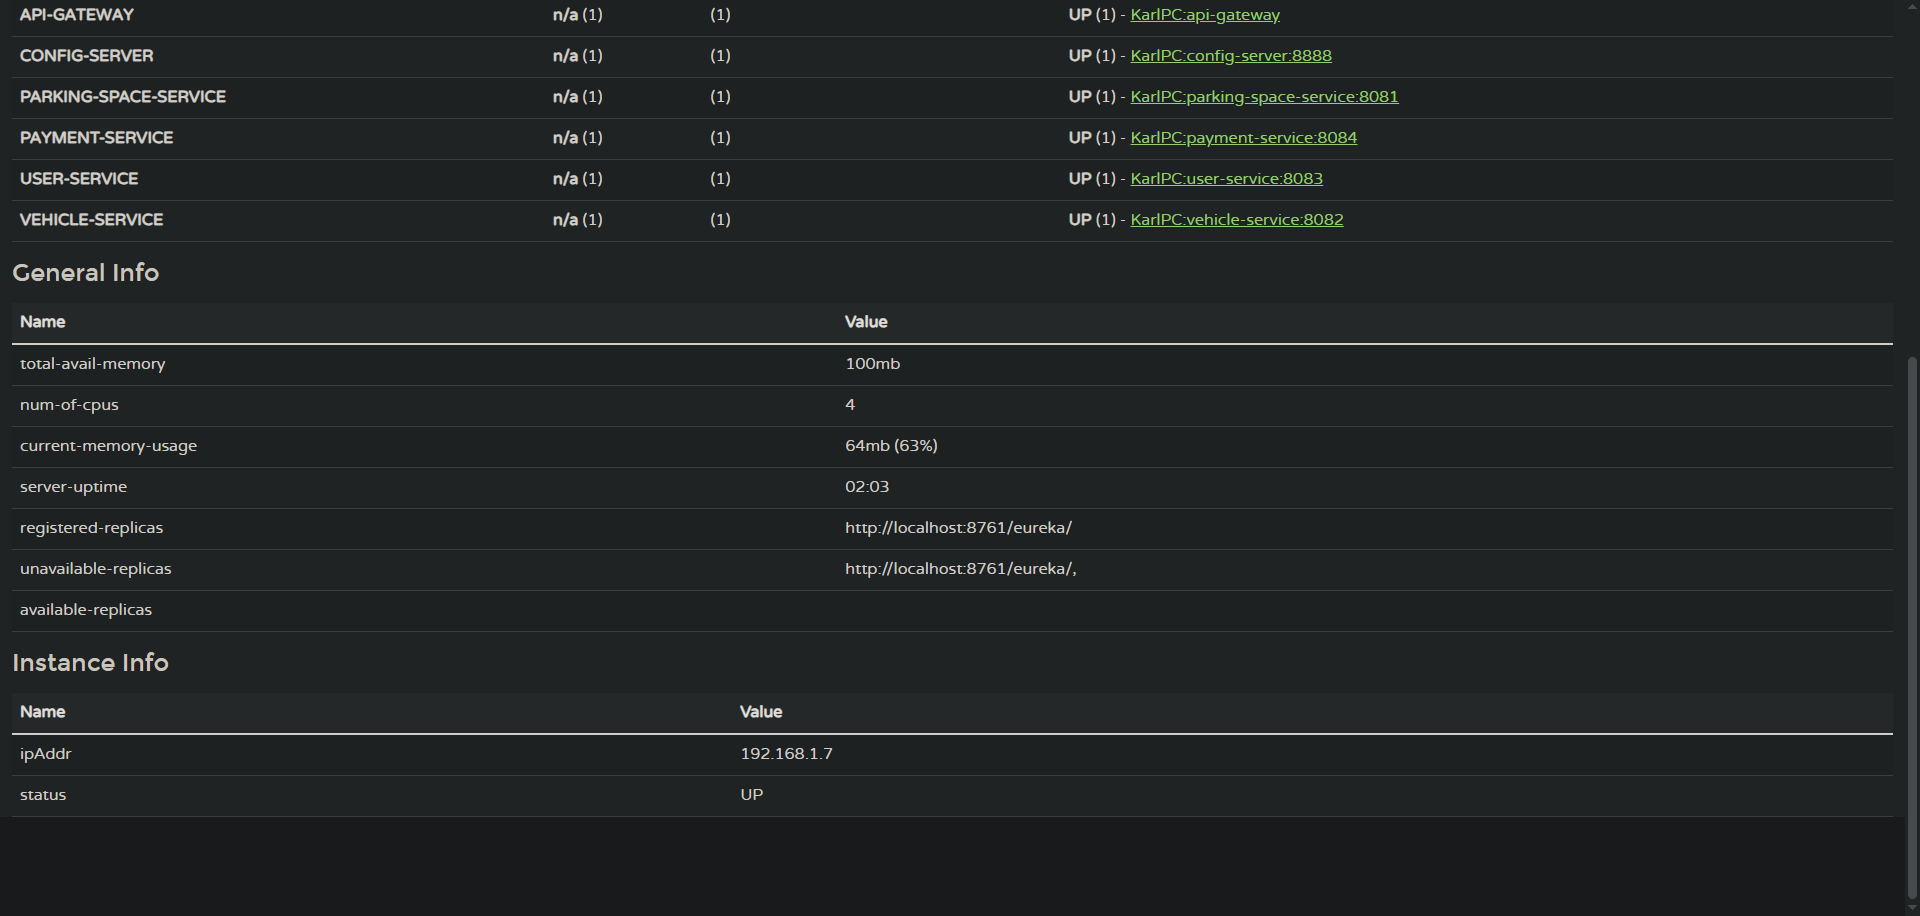 API-GATEWAY n/a (1) (1) UP (1) - KarlPC:api-gateway
CONFIG-SERVER n/a (1) (1) UP (1) - KarlPC:config-server:8888
PARKING-SPACE-SERVICE n/a (1) (1) UP (1) - KarlPC:parking-space-service:8081
PAYMENT-SERVICE n/a (1) (1) UP (1) - KarlPC:payment-service:8084
USER-SERVICE n/a (1) (1) UP (1) - KarlPC:user-service:8083
VEHICLE-SERVICE n/a (1) (1) UP (1) - KarlPC:vehicle-service:8082
General Info
Name Value
total-avail-memory 100mb
num-of-cpus 4
current-memory-usage 64mb (63%)
server-uptime 02:03
registered-replicas http://localhost:8761/eureka/
unavailable-replicas http://localhost:8761/eureka/,
available-replicas
Instance Info
Name Value
ipAddr 192.168.1.7
status UP